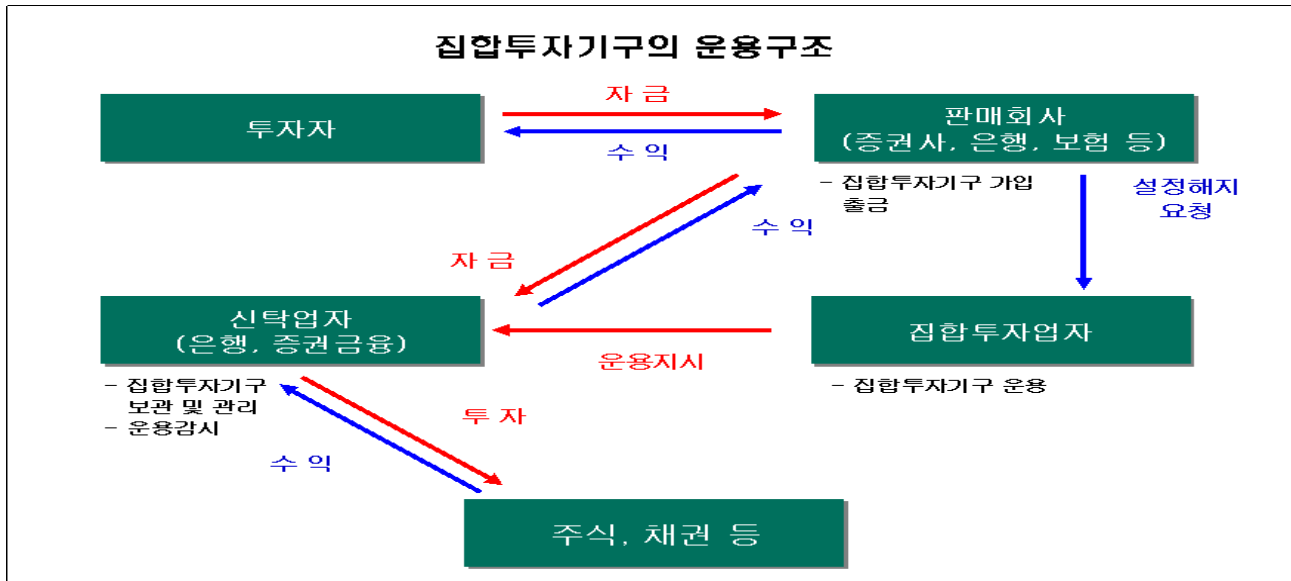 집합투자기구의 운용구조
자 금
투자자
판매회사
(증권사, 은행, 보험 등)
수 익
- 집합투자기구 가입
출금
설정해지
요청
수 익
자 금
신탁업자
(은행, 증권금융)
집합투자업자
운용지시
- 집합투자기구
보관 및 관리
- 운용감시
- 집합투자기구 운용
투 자
수 익
주식, 채권 등